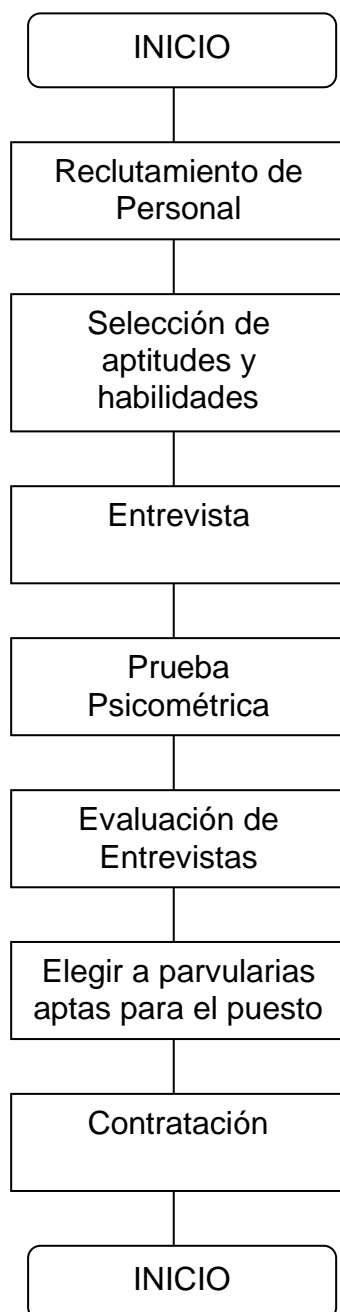 INICIO
Reclutamiento de
Personal
Selección de
aptitudes y
habilidades
Entrevista
Prueba
Psicométrica
Evaluación de
Entrevistas
Elegir a parvularias
aptas para el puesto
Contratación
INICIO